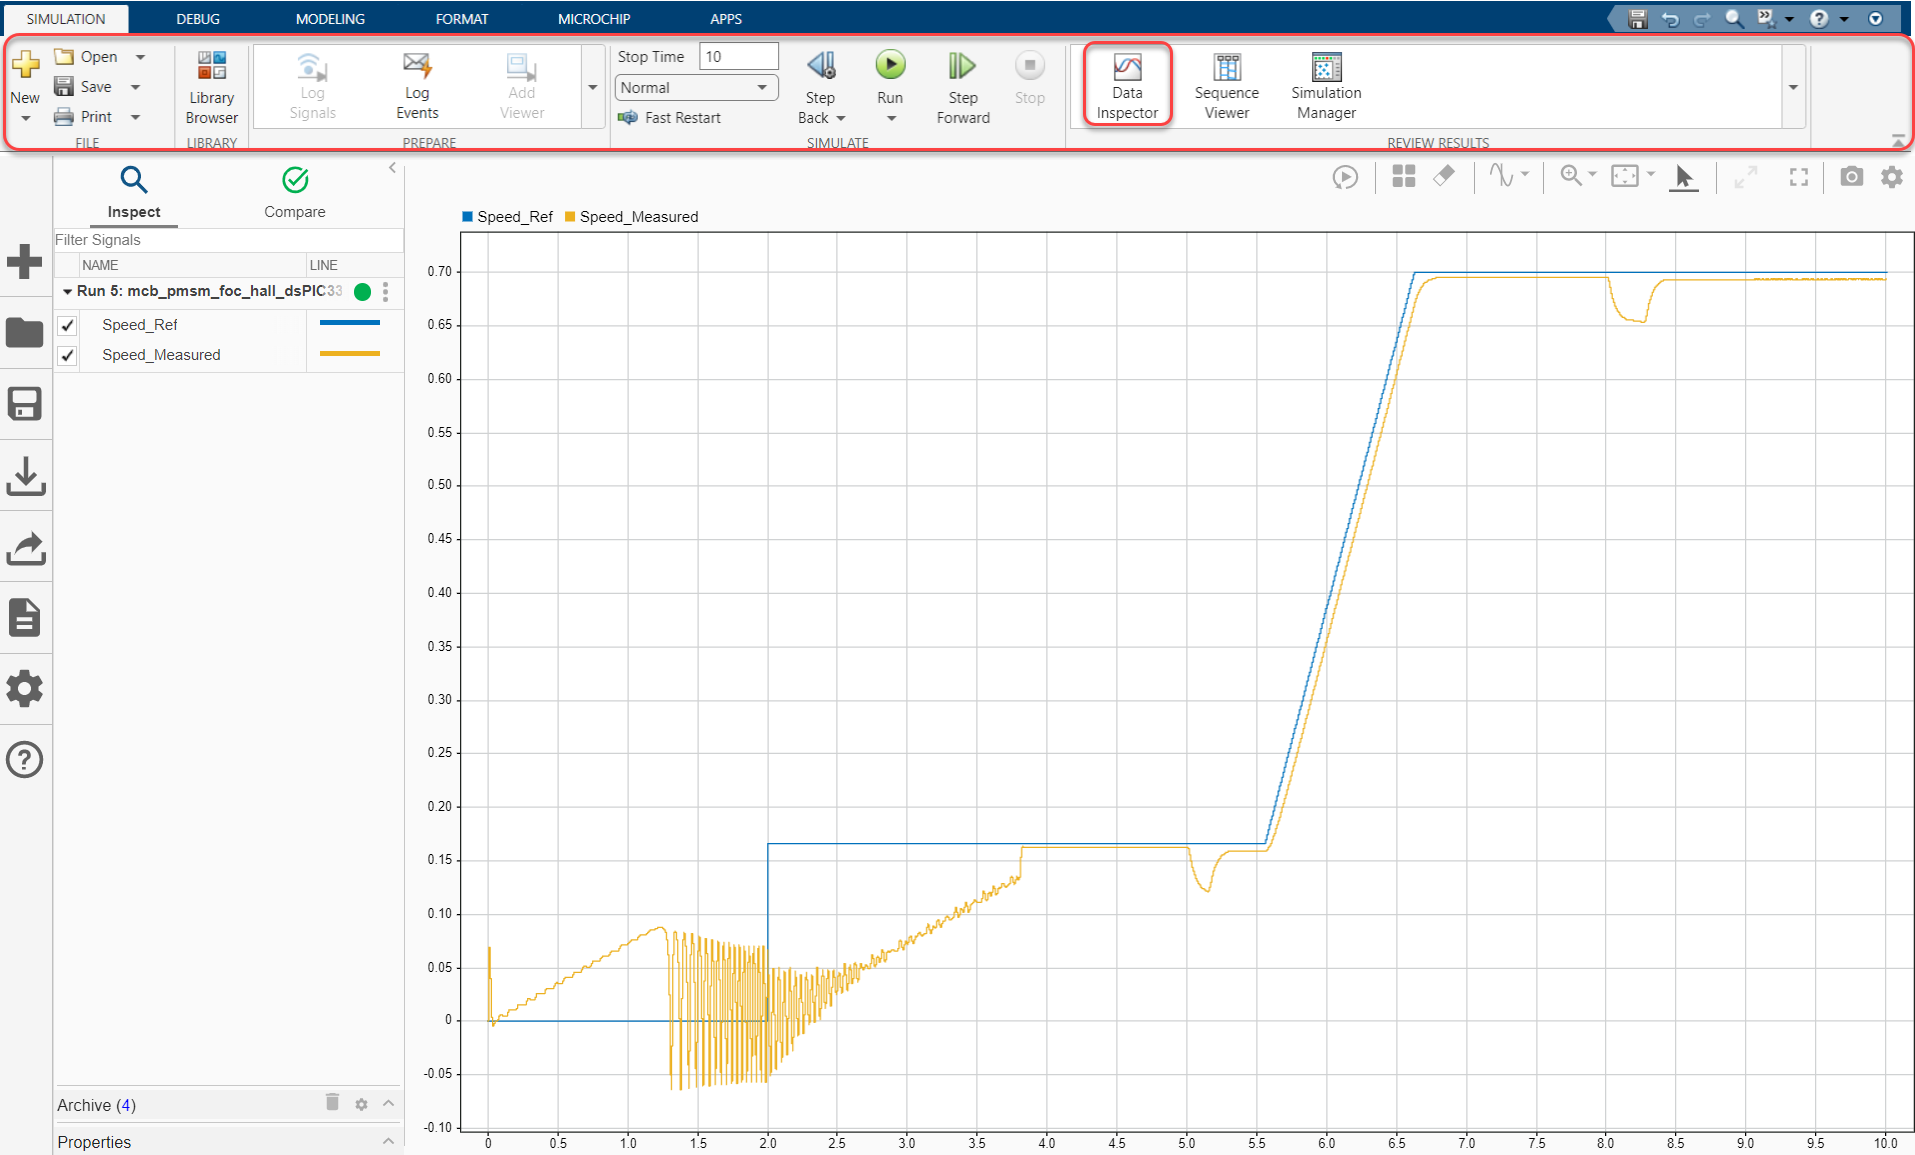 SIMULATION DEBUG MODELING FORMAT MICROCHIP APPS
New
Open
Save
Print
FILE
Library
Browser
LIBRARY
Log
Signals
Log
Events
Add
Viewer
PREPARE
Stop Time 10
Normal
Fast Restart
Step
Back
Run
Step
Forward
Stop
SIMULATE
Data
Inspector
Sequence
Viewer
Simulation
Manager
REVIEW RESULTS
Inspect Compare
Filter Signals
NAME LINE
Run 5: mcb_pmsm_foc_hall_dsPIC33
Speed_Ref
Speed_Measured
Archive (4)
Properties
Speed_Ref Speed_Measured
0.70
0.65
0.60
0.55
0.50
0.45
0.40
0.35
0.30
0.25
0.20
0.15
0.10
0.05
0
-0.05
-0.10
0 0.5 1.0 1.5 2.0 2.5 3.0 3.5 4.0 4.5 5.0 5.5 6.0 6.5 7.0 7.5 8.0 8.5 9.0 9.5 10.0